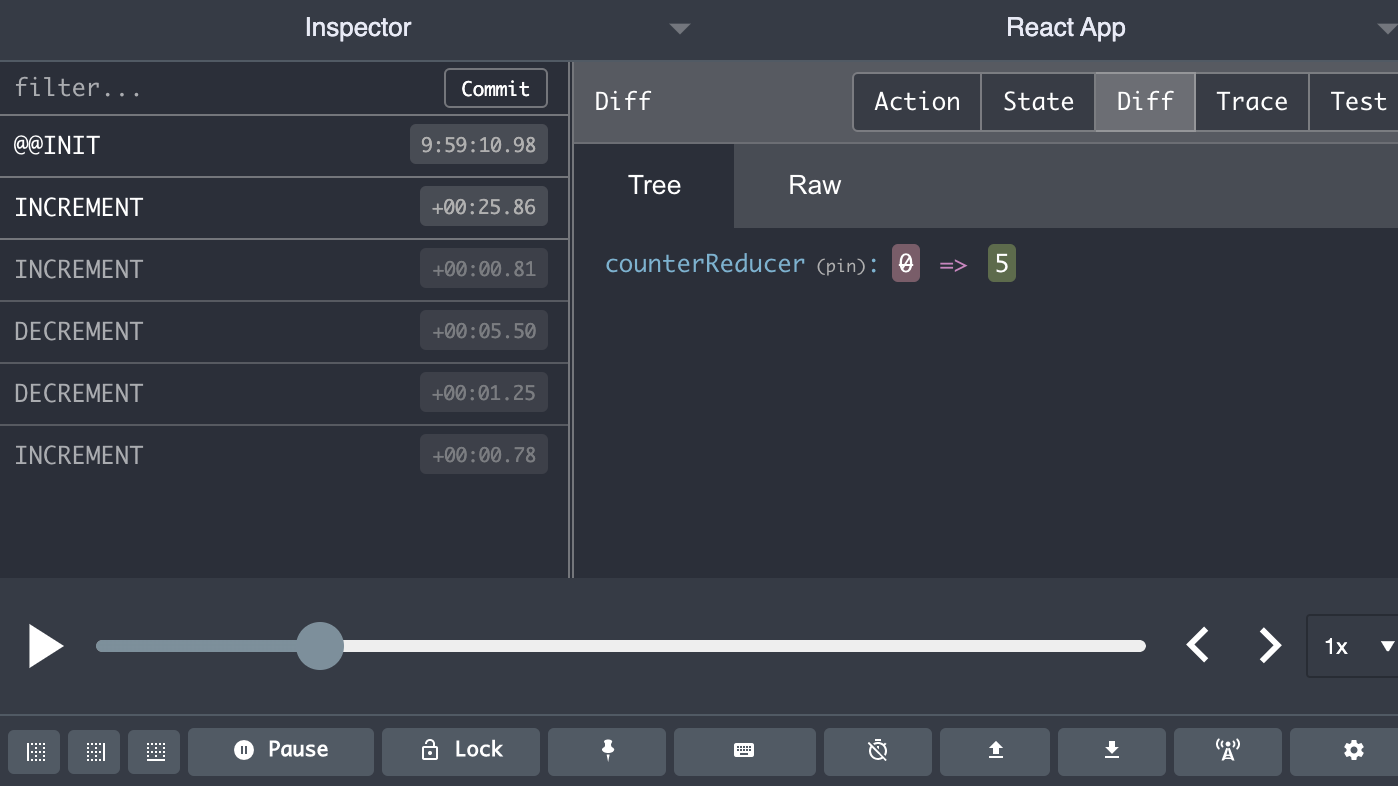 Inspector React App
filter... Commit
Diff Action State Diff Trace Test
@@INIT 9:59:10.98
Tree Raw
INCREMENT +00:25.86
counterReducer (pin): 0 => 5
INCREMENT +00:00.81
DECREMENT +00:05.50
DECREMENT +00:01.25
INCREMENT +00:00.78
1x
Pause Lock